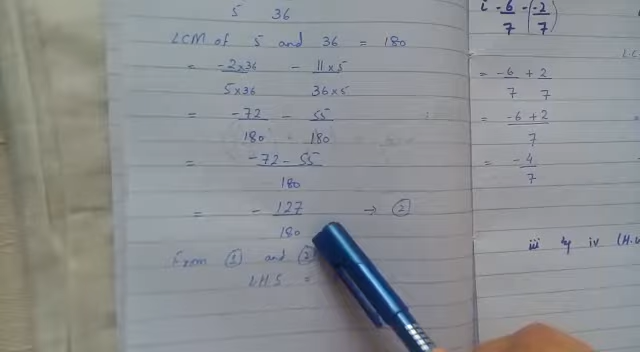 5 36
LCM of 5 and 36 = 180
= -2×36 / 5×36 - 11×5 / 36×5
= -72 / 180 - 55 / 180
= -72 - 55 / 180
= - 127 / 180 → ②
From ① and ②
LHS =
i -6/7 - (-2/7)
= -6/7 + 2/7
= -6 + 2 / 7
= -4/7
iii iv (H.W